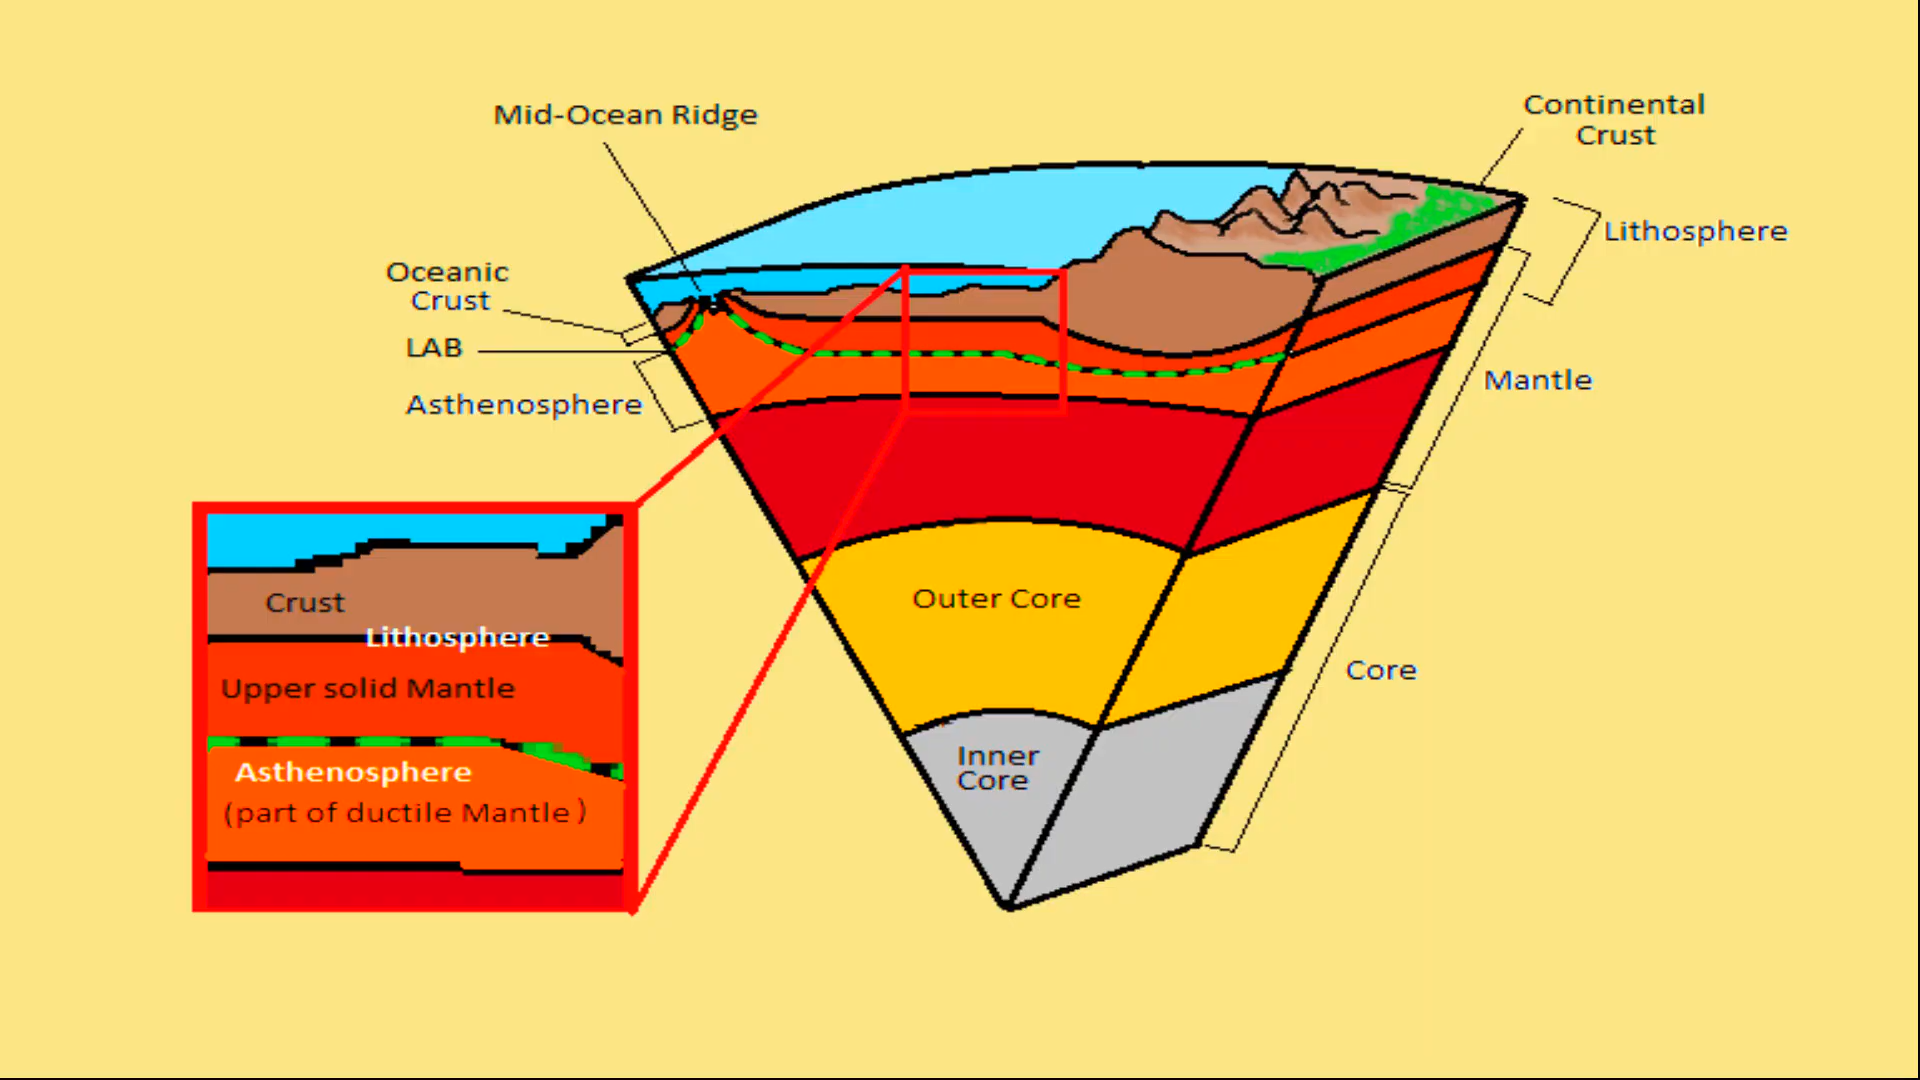 Mid-Ocean Ridge
Continental
Crust
Lithosphere
Oceanic
Crust
LAB
Asthenosphere
Mantle
Outer Core
Core
Inner
Core
Crust
Lithosphere
Upper solid Mantle
Asthenosphere
(part of ductile Mantle)